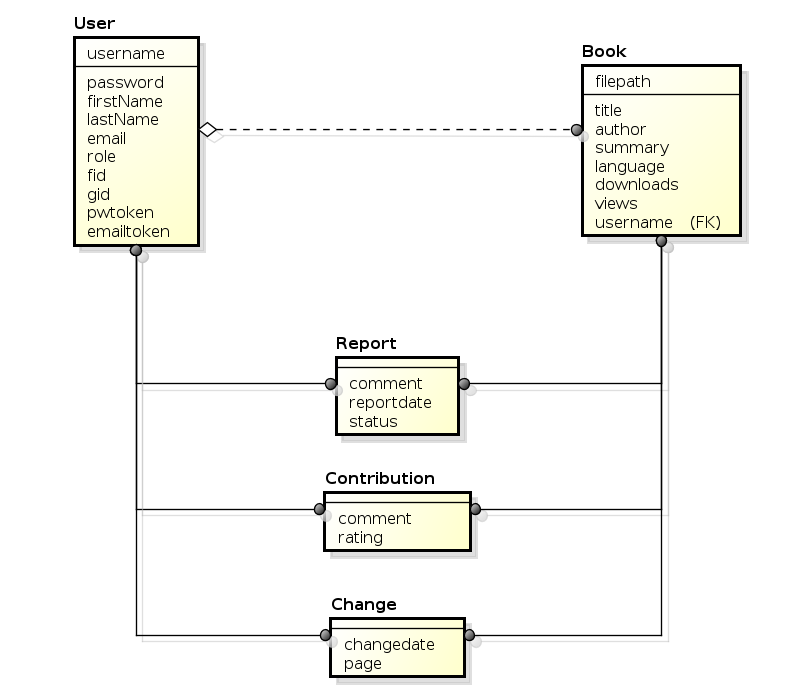 User
username
password
firstName
lastName
email
role
fid
gid
pwtoken
emailtoken
Book
filepath
title
author
summary
language
downloads
views
username (FK)
Report
comment
reportdate
status
Contribution
comment
rating
Change
changedate
page